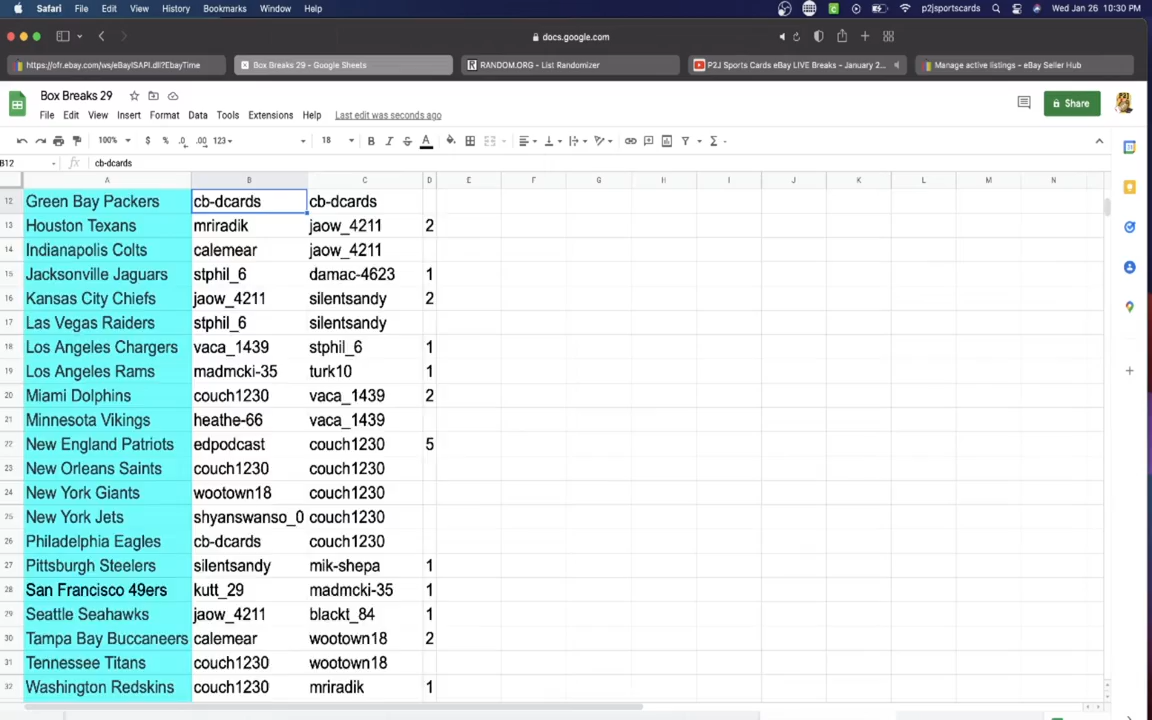 Safari File Edit View History Bookmarks Window Help p2jsportscards Wed Jan 26 10:30 PM
docs.google.com
https://ofr.ebay.com/ws/eBayISAPI.dll?EbayTime Box Breaks 29 - Google Sheets RANDOM.ORG - List Randomizer P2J Sports Cards eBay LIVE Breaks - January 2... Manage active listings - eBay Seller Hub
Box Breaks 29 Share
File Edit View Insert Format Data Tools Extensions Help Last edit was seconds ago
100% $ % .0 .00 123 18 B I S A
B12 fx cb-dcards
A B C D E F G H I J K L M N
12 Green Bay Packers cb-dcards cb-dcards
13 Houston Texans mriradik jaow_4211 2
14 Indianapolis Colts calemear jaow_4211
15 Jacksonville Jaguars stphil_6 damac-4623 1
16 Kansas City Chiefs jaow_4211 silentsandy 2
17 Las Vegas Raiders stphil_6 silentsandy
18 Los Angeles Chargers vaca_1439 stphil_6 1
19 Los Angeles Rams madmcki-35 turk10 1
20 Miami Dolphins couch1230 vaca_1439 2
21 Minnesota Vikings heathe-66 vaca_1439
22 New England Patriots edpodcast couch1230 5
23 New Orleans Saints couch1230 couch1230
24 New York Giants wootown18 couch1230
25 New York Jets shyanswanso_0 couch1230
26 Philadelphia Eagles cb-dcards couch1230
27 Pittsburgh Steelers silentsandy mik-shepa 1
28 San Francisco 49ers kutt_29 madmcki-35 1
29 Seattle Seahawks jaow_4211 blackt_84 1
30 Tampa Bay Buccaneers calemear wootown18 2
31 Tennessee Titans couch1230 wootown18
32 Washington Redskins couch1230 mriradik 1